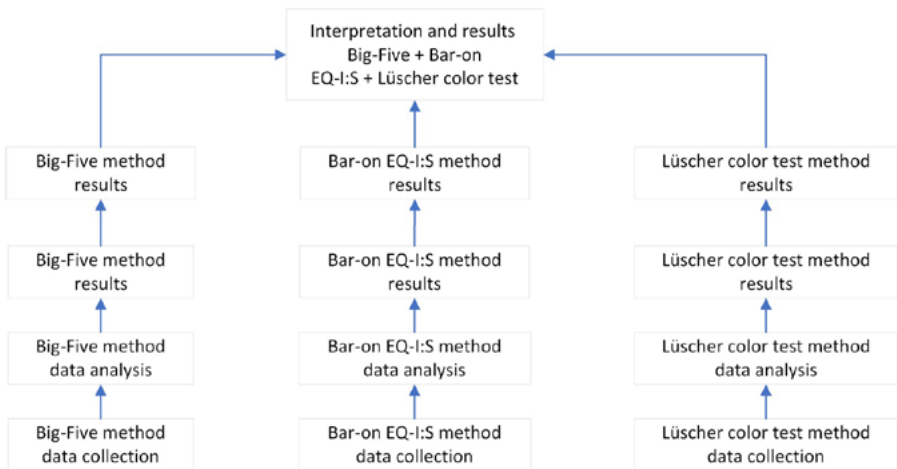 Interpretation and results
Big-Five + Bar-on
EQ-I:S + Lüscher color test
Big-Five method
results
Bar-on EQ-I:S method
results
Lüscher color test method
results
Big-Five method
results
Bar-on EQ-I:S method
results
Lüscher color test method
results
Big-Five method
data analysis
Bar-on EQ-I:S method
data analysis
Lüscher color test method
data analysis
Big-Five method
data collection
Bar-on EQ-I:S method
data collection
Lüscher color test method
data collection